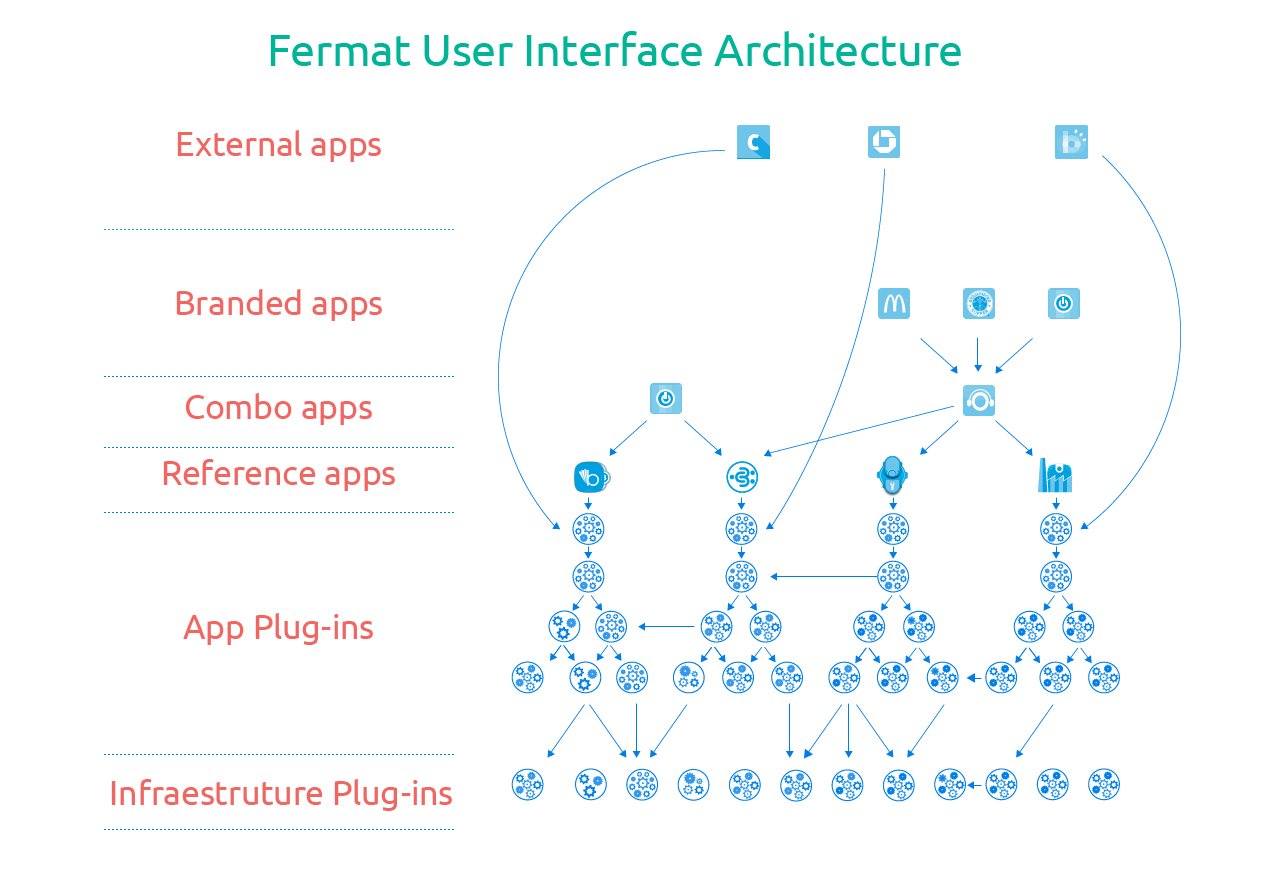 Fermat User Interface Architecture
External apps
Branded apps
Combo apps
Reference apps
App Plug-ins
Infraestruture Plug-ins